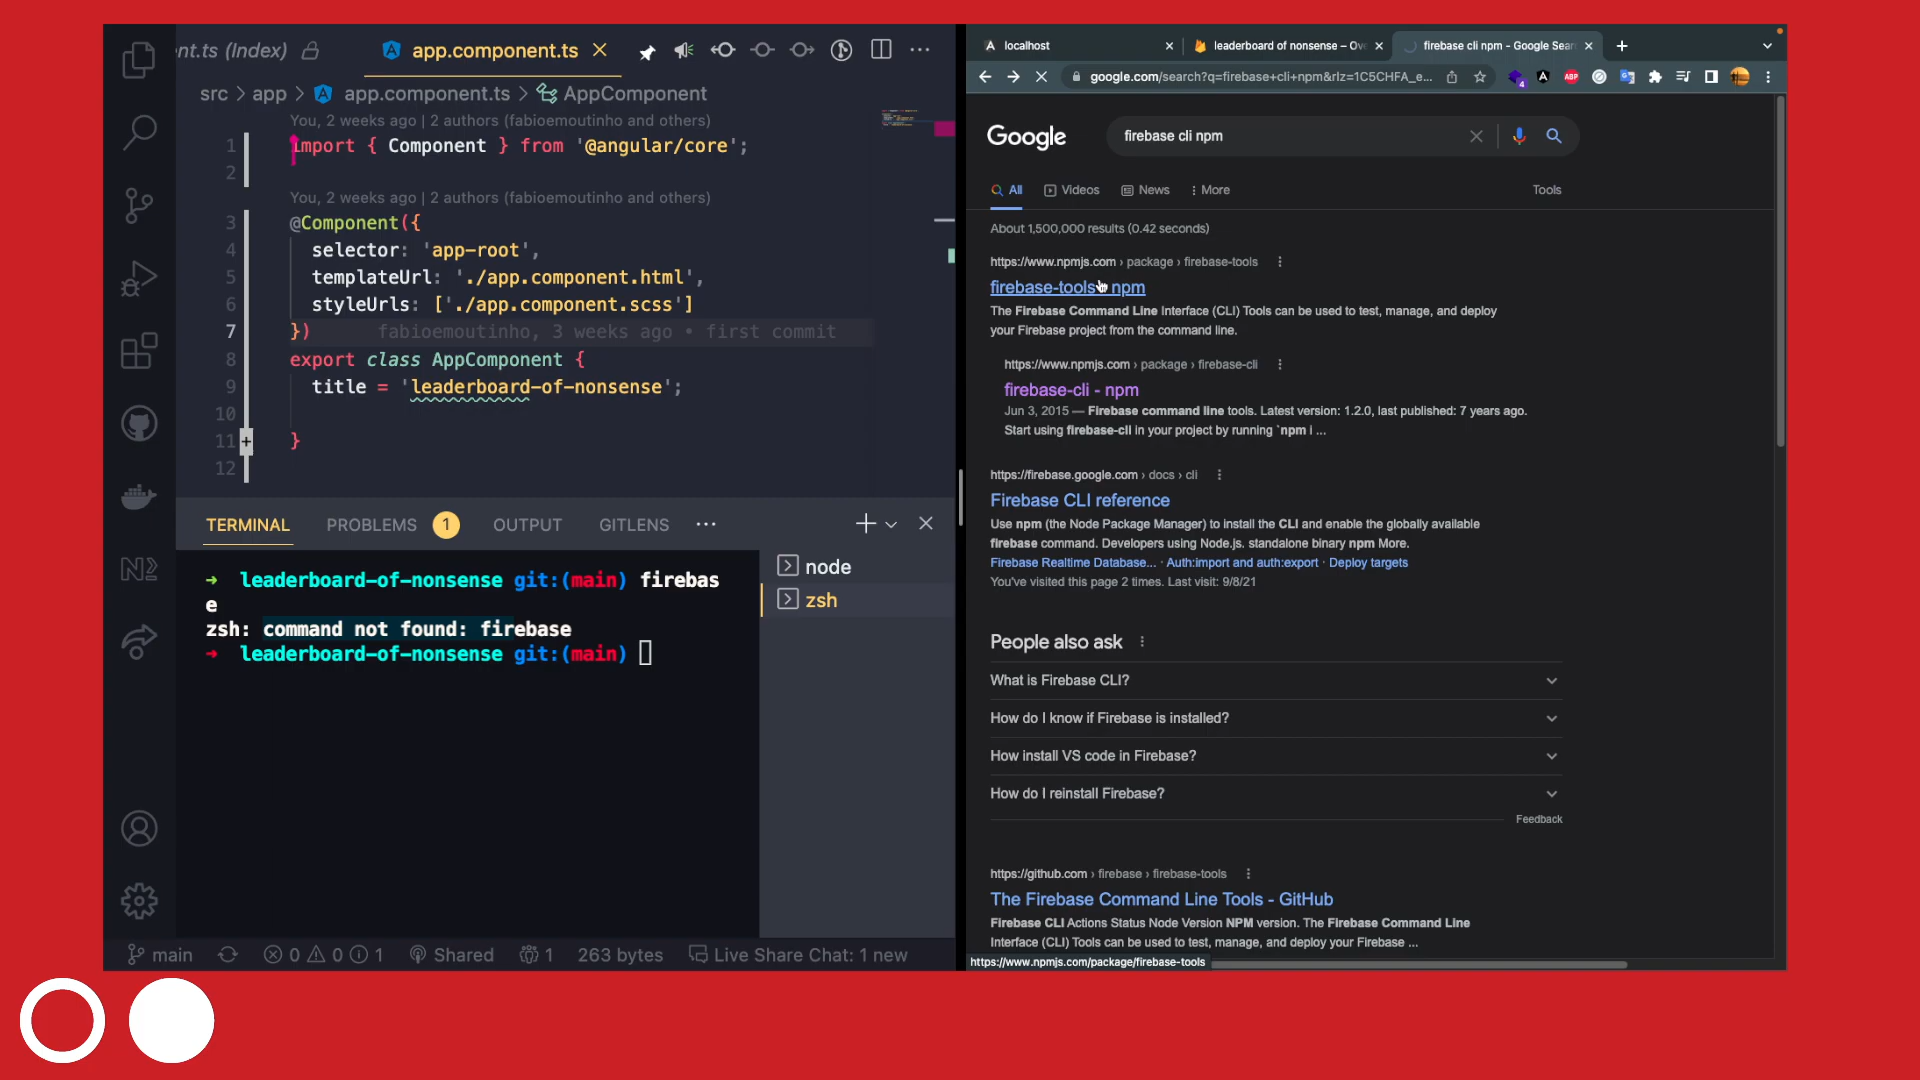 nt.ts (Index)
app.component.ts
src > app > app.component.ts > AppComponent
You, 2 weeks ago | 2 authors (fabioemoutinho and others)
1 import { Component } from '@angular/core';
2
You, 2 weeks ago | 2 authors (fabioemoutinho and others)
3 @Component({
4 selector: 'app-root',
5 templateUrl: './app.component.html',
6 styleUrls: ['./app.component.scss']
7 }) fabioemoutinho, 3 weeks ago • first commit
8 export class AppComponent {
9 title = 'leaderboard-of-nonsense';
10
11 + }
12
TERMINAL PROBLEMS 1 OUTPUT GITLENS ...
→ leaderboard-of-nonsense git:(main) firebas
e
zsh: command not found: firebase
→ leaderboard-of-nonsense git:(main)
node
zsh
main 0 0 1 Shared 1 263 bytes Live Share Chat: 1 new
localhost
leaderboard of nonsense – Ov
firebase cli npm - Google Sear
google.com/search?q=firebase+cli+npm&rlz=1C5CHFA_e...
4
ABP
Google
firebase cli npm
All Videos News More Tools
About 1,500,000 results (0.42 seconds)
https://www.npmjs.com › package › firebase-tools
firebase-tools - npm
The Firebase Command Line Interface (CLI) Tools can be used to test, manage, and deploy
your Firebase project from the command line.
https://www.npmjs.com › package › firebase-cli
firebase-cli - npm
Jun 3, 2015 — Firebase command line tools. Latest version: 1.2.0, last published: 7 years ago.
Start using firebase-cli in your project by running `npm i ...
https://firebase.google.com › docs › cli
Firebase CLI reference
Use npm (the Node Package Manager) to install the CLI and enable the globally available
firebase command. Developers using Node.js. standalone binary npm More.
Firebase Realtime Database... · Auth:import and auth:export · Deploy targets
You've visited this page 2 times. Last visit: 9/8/21
People also ask
What is Firebase CLI?
How do I know if Firebase is installed?
How install VS code in Firebase?
How do I reinstall Firebase?
Feedback
https://github.com › firebase › firebase-tools
The Firebase Command Line Tools - GitHub
Firebase CLI Actions Status Node Version NPM version. The Firebase Command Line
Interface (CLI) Tools can be used to test, manage, and deploy your Firebase ...
https://www.npmjs.com/package/firebase-tools